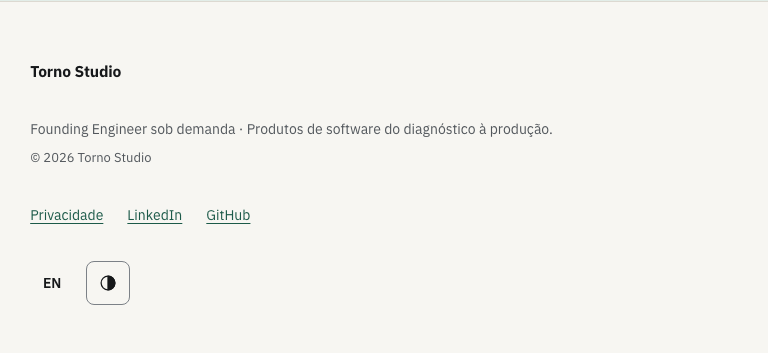 Torno Studio
Founding Engineer sob demanda · Produtos de software do diagnóstico à produção.
© 2026 Torno Studio
Privacidade LinkedIn GitHub
EN